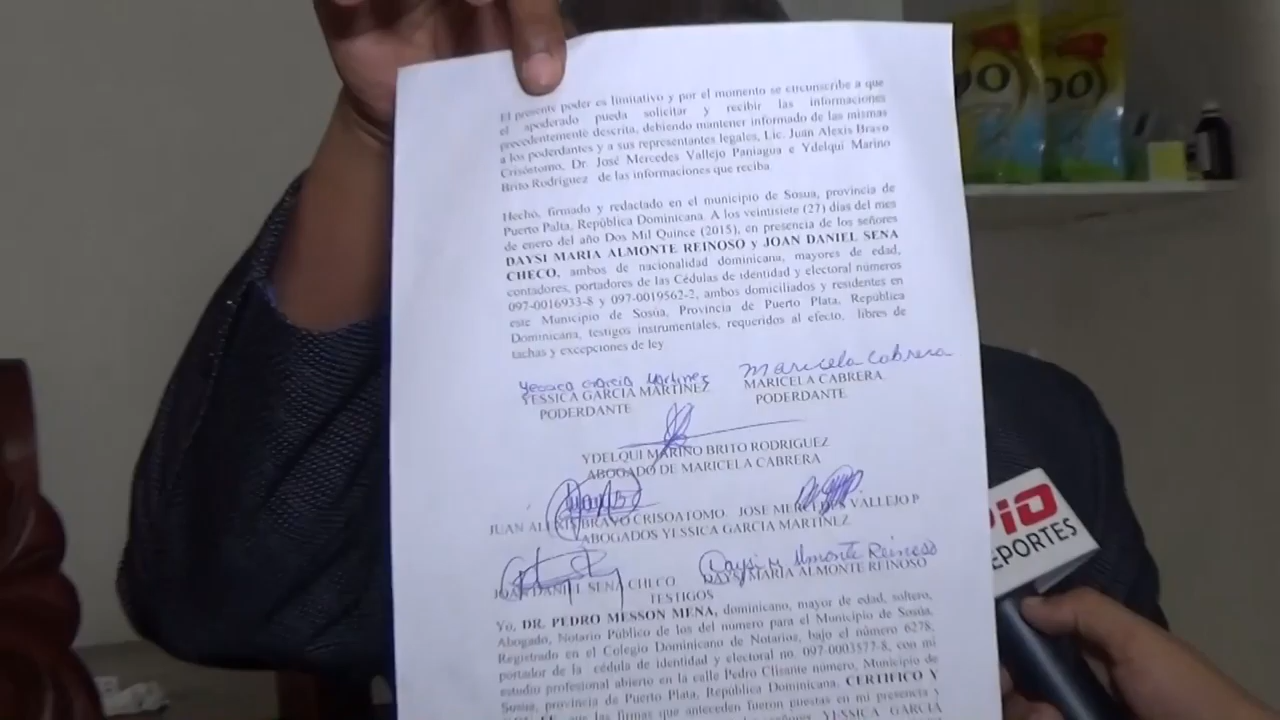 El presente poder es limitativo y por el momento se circunscribe a que
el apoderado pueda solicitar y recibir las informaciones
precedentemente descrita, debiendo mantener informado de las mismas
a los poderdantes y a sus representantes legales, Lic. Juan Alexis Bravo
Crisóstomo, Dr. José Mercedes Vallejo Paniagua e Ydelqui Marino
Brito Rodríguez de las informaciones que reciba
Hecho, firmado y redactado en el municipio de Sosua, provincia de
Puerto Palta, República Dominicana. A los veintisiete (27) días del mes
de enero del año Dos Mil Quince (2015), en presencia de los señores
DAYSI MARIA ALMONTE REINOSO y JOAN DANIEL SENA
CHECO, ambos de nacionalidad dominicana, mayores de edad,
contadores, portadores de las Cédulas de identidad y electoral números
097-0016933-8 y 097-0019562-2, ambos domiciliados y residentes en
este Municipio de Sosúa, Provincia de Puerto Plata, República
Dominicana, testigos instrumentales, requeridos al efecto, libres de
tachas y excepciones de ley
Yessica Garcia Martinez Maricela Cabrera
YESSICA GARCIA MARTINEZ MARICELA CABRERA
PODERDANTE PODERDANTE
YDELQUI MARINO BRITO RODRIGUEZ
ABOGADO DE MARICELA CABRERA
JUAN ALEXIS BRAVO CRISOATOMO JOSE MERCEDES VALLEJO P
ABOGADOS YESSICA GARCIA MARTINEZ
Daysi M Almonte Reinoso
JOAN DANIEL SENA CHECO DAYSI MARIA ALMONTE REINOSO
TESTIGOS
Yo, DR. PEDRO MESSON MENA, dominicano, mayor de edad, soltero,
Abogado, Notario Público de los del numero para el Municipio de Sosúa,
Registrado en el Colegio Dominicano de Notarios, bajo el número 6278,
portador de la cédula de identidad y electoral no. 097-0003577-8, con mi
estudio profesional abierto en la calle Pedro Clisante número, Municipio de
Sosua, provincia de Puerto Plata, República Dominicana. CERTIFICO Y
que las firmas que anteceden fueron puestas en mi presencia y
señores YESSICA GARCIA